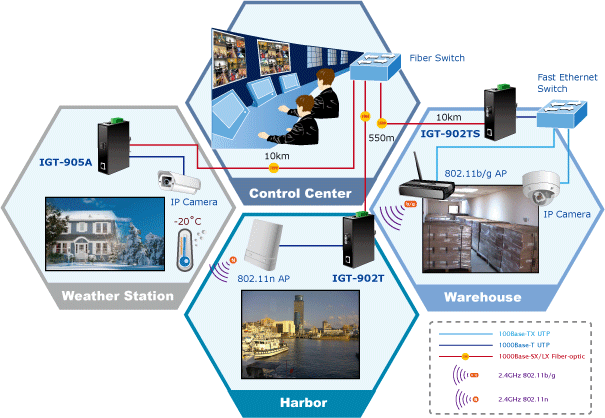 Fiber Switch
Fast Ethernet
Switch
10km
IGT-902TS
550m
IGT-905A
10km
802.11b/g AP
IP Camera
IP Camera
Control Center
-20°C
802.11n AP
IGT-902T
Weather Station
Warehouse
Harbor
100Base-TX UTP
1000Base-T UTP
1000Base-SX/LX Fiber-optic
2.4GHz 802.11b/g
2.4GHz 802.11n